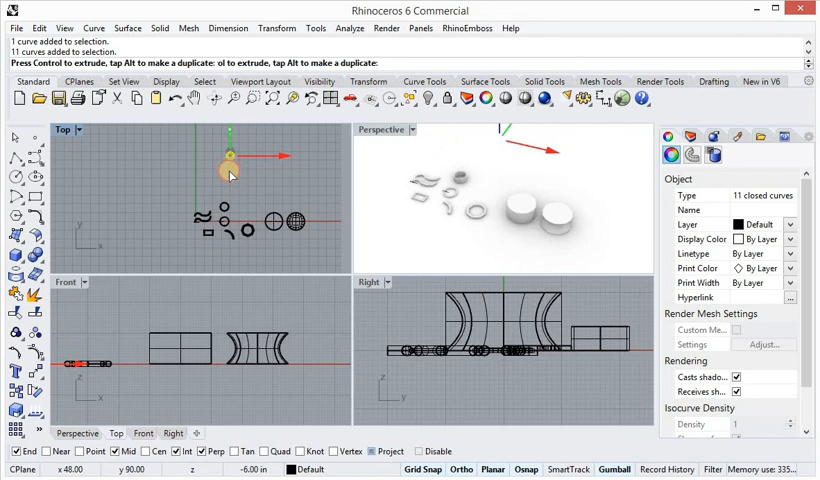 Rhinoceros 6 Commercial
File Edit View Curve Surface Solid Mesh Dimension Transform Tools Analyze Render Panels RhinoEmboss Help
1 curve added to selection.
11 curves added to selection.
Press Control to extrude, tap Alt to make a duplicate: ol to extrude, tap Alt to make a duplicate:
Standard CPlanes Set View Display Select Viewport Layout Visibility Transform Curve Tools Surface Tools Solid Tools Mesh Tools Render Tools Drafting New in V6
Top
y
x
Perspective
Front
z
x
Right
z
y
Object
Type 11 closed curves
Name
Layer Default
Display Color By Layer
Linetype By Layer
Print Color By Layer
Print Width By Layer
Hyperlink ...
Render Mesh Settings
Custom Me...
Settings Adjust...
Rendering
Casts shado...
Receives sh...
Isocurve Density
Density 1
Perspective Top Front Right
End Near Point Mid Cen Int Perp Tan Quad Knot Vertex Project Disable
CPlane x 48.00 y 90.00 z -6.00 in Default Grid Snap Ortho Planar Osnap SmartTrack Gumball Record History Filter Memory use: 335...